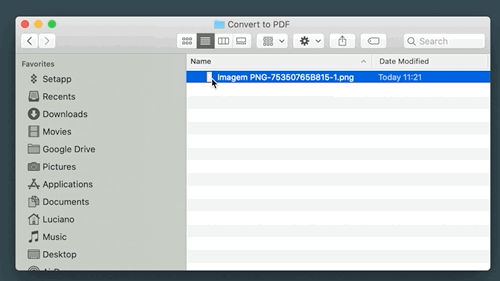 Convert to PDF
Search
Favorites
Name
Date Modified
Setapp
Imagem PNG-75350765B815-1.png
Today 11:21
Recents
Downloads
Movies
Google Drive
Pictures
Applications
Documents
Luciano
Music
Desktop